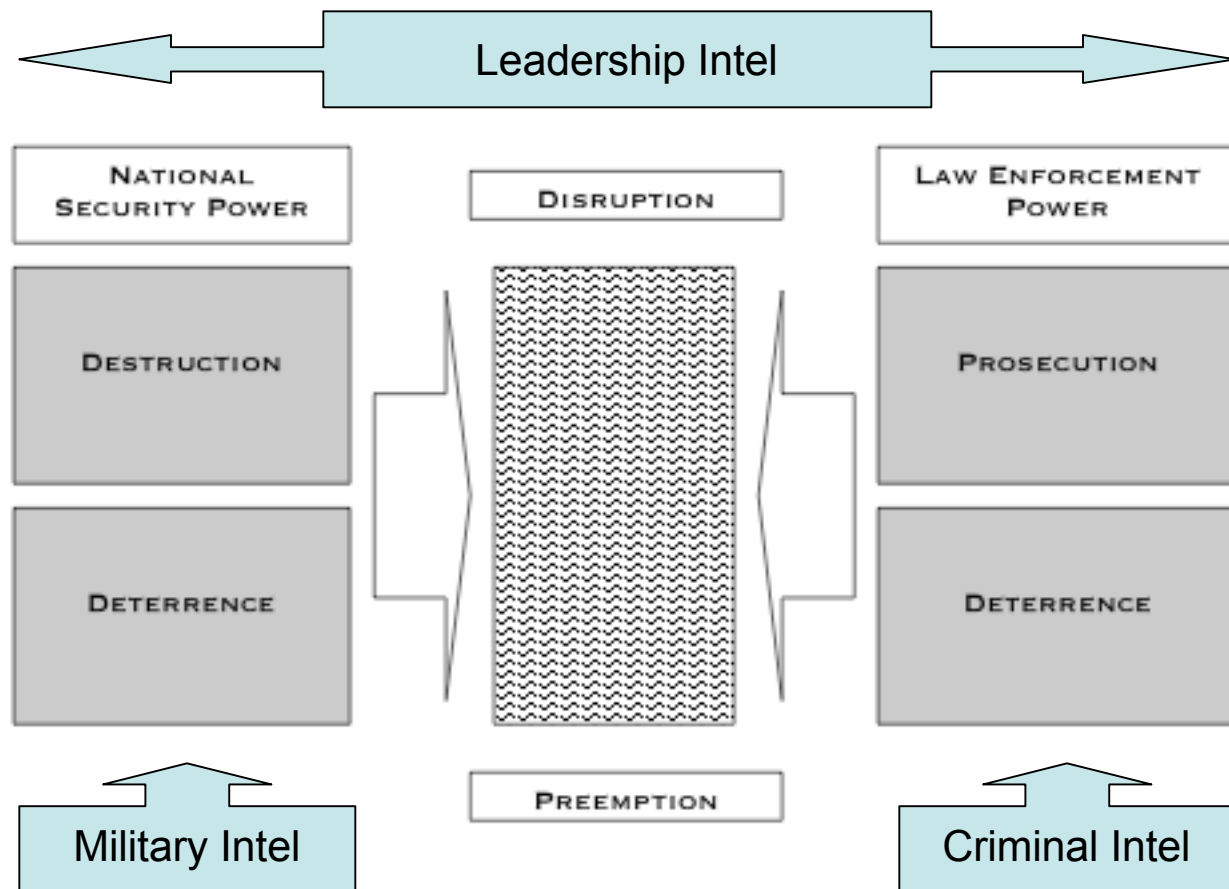 Leadership Intel
NATIONAL
SECURITY POWER
DISRUPTION
LAW ENFORCEMENT
POWER
DESTRUCTION
PROSECUTION
DETERRENCE
DETERRENCE
PREEMPTION
Military Intel
Criminal Intel